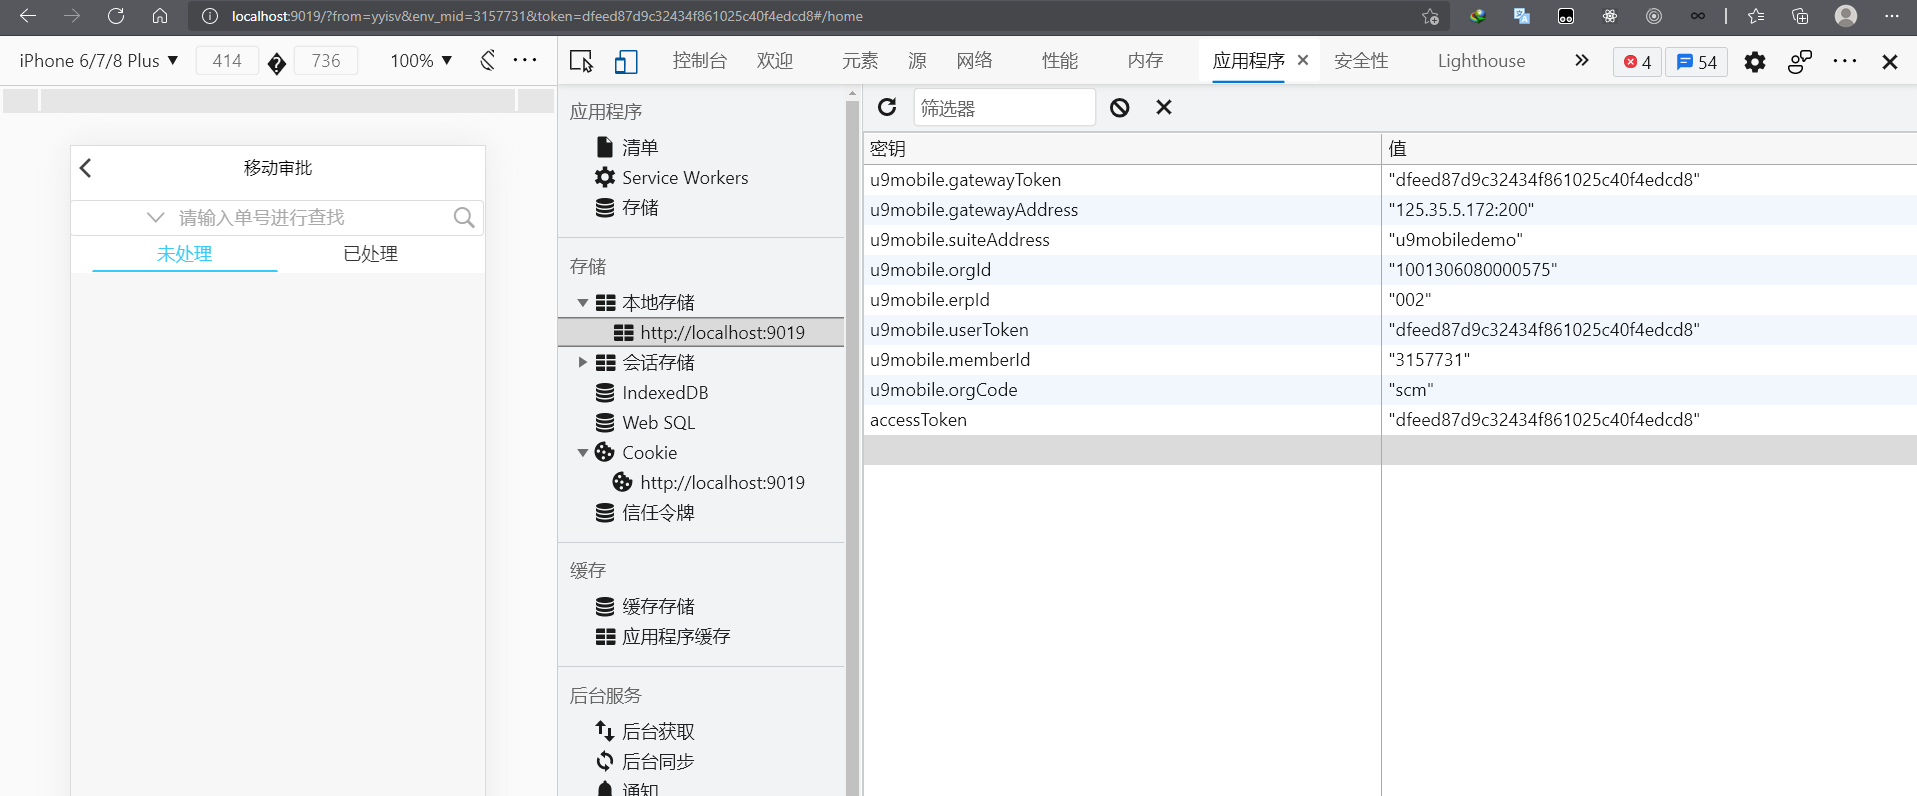 localhost:9019/?from=yyisv&env_mid=3157731&token=dfeed87d9c32434f861025c40f4edcd8#/home
iPhone 6/7/8 Plus ▼ 414 � 736 100% ▼
控制台 欢迎 元素 源 网络 性能 内存 应用程序 安全性 Lighthouse 4 54
移动审批
请输入单号进行查找
未处理 已处理
应用程序
清单
Service Workers
存储
存储
本地存储
http://localhost:9019
会话存储
IndexedDB
Web SQL
Cookie
http://localhost:9019
信任令牌
缓存
缓存存储
应用程序缓存
后台服务
后台获取
后台同步
通知
筛选器
密钥 值
u9mobile.gatewayToken "dfeed87d9c32434f861025c40f4edcd8"
u9mobile.gatewayAddress "125.35.5.172:200"
u9mobile.suiteAddress "u9mobiledemo"
u9mobile.orgId "1001306080000575"
u9mobile.erpId "002"
u9mobile.userToken "dfeed87d9c32434f861025c40f4edcd8"
u9mobile.memberId "3157731"
u9mobile.orgCode "scm"
accessToken "dfeed87d9c32434f861025c40f4edcd8"